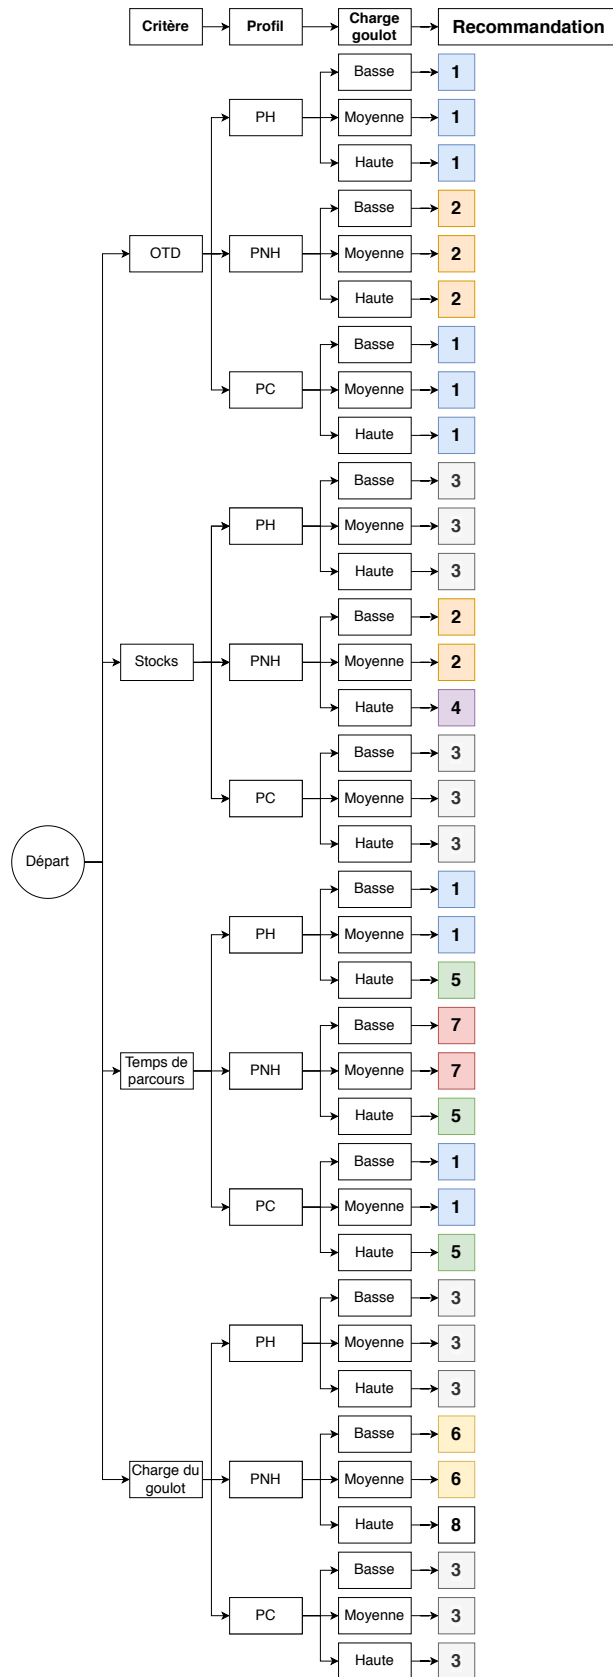 Critère
Profil
Charge
goulot
Recommandation
Basse
1
PH
Moyenne
1
Haute
1
Basse
2
OTD
PNH
Moyenne
2
Haute
2
Basse
1
PC
Moyenne
1
Haute
1
Basse
3
PH
Moyenne
3
Haute
3
Basse
2
Stocks
PNH
Moyenne
2
Haute
4
Basse
3
PC
Moyenne
3
Haute
3
Départ
Basse
1
PH
Moyenne
1
Haute
5
Basse
7
Temps de
parcours
PNH
Moyenne
7
Haute
5
Basse
1
PC
Moyenne
1
Haute
5
Basse
3
PH
Moyenne
3
Haute
3
Basse
6
Charge du
goulot
PNH
Moyenne
6
Haute
8
Basse
3
PC
Moyenne
3
Haute
3